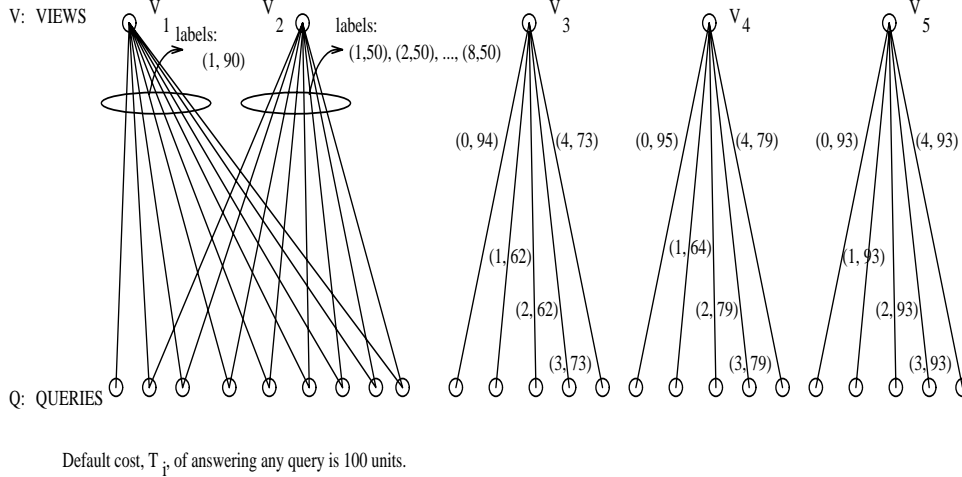 V: VIEWS
V 1
V 2
V 3
V 4
V 5
labels:
(1, 90)
labels:
(1,50), (2,50), ..., (8,50)
(0, 94)
(4, 73)
(0, 95)
(4, 79)
(0, 93)
(4, 93)
(1, 62)
(1, 64)
(1, 93)
(2, 62)
(2, 79)
(2, 93)
(3, 73)
(3, 79)
(3, 93)
Q: QUERIES
Default cost, T i, of answering any query is 100 units.